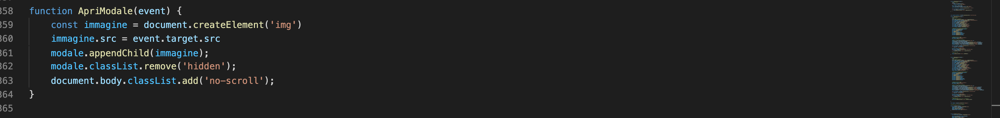 358 function ApriModale(event) {
359 const immagine = document.createElement('img')
360 immagine.src = event.target.src
361 modale.appendChild(immagine);
362 modale.classList.remove('hidden');
363 document.body.classList.add('no-scroll');
364 }
365